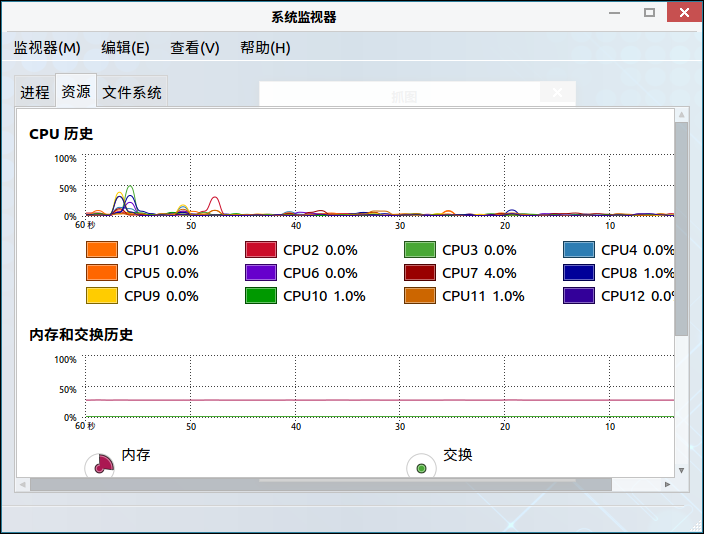 系统监视器
监视器(M) 编辑(E) 查看(V) 帮助(H)
抓图
进程 资源 文件系统
CPU 历史
100%
50%
0%
60 秒 50 40 30 20 10
CPU1 0.0% CPU2 0.0% CPU3 0.0% CPU4 0.0%
CPU5 0.0% CPU6 0.0% CPU7 4.0% CPU8 1.0%
CPU9 0.0% CPU10 1.0% CPU11 1.0% CPU12 0.0%
内存和交换历史
100%
50%
0%
60 秒 50 40 30 20 10
内存 交换